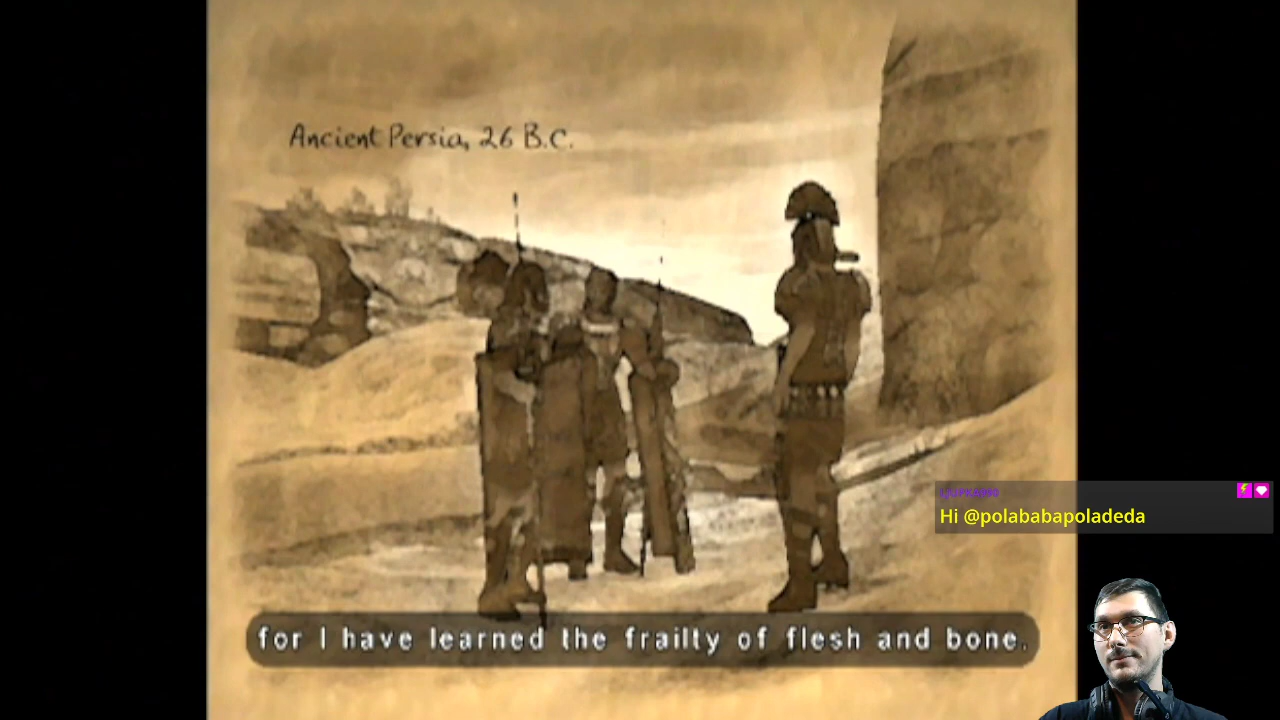 Ancient Persia, 26 B.C.
Hi @polababapoladeda
for I have learned the frailty of flesh and bone.